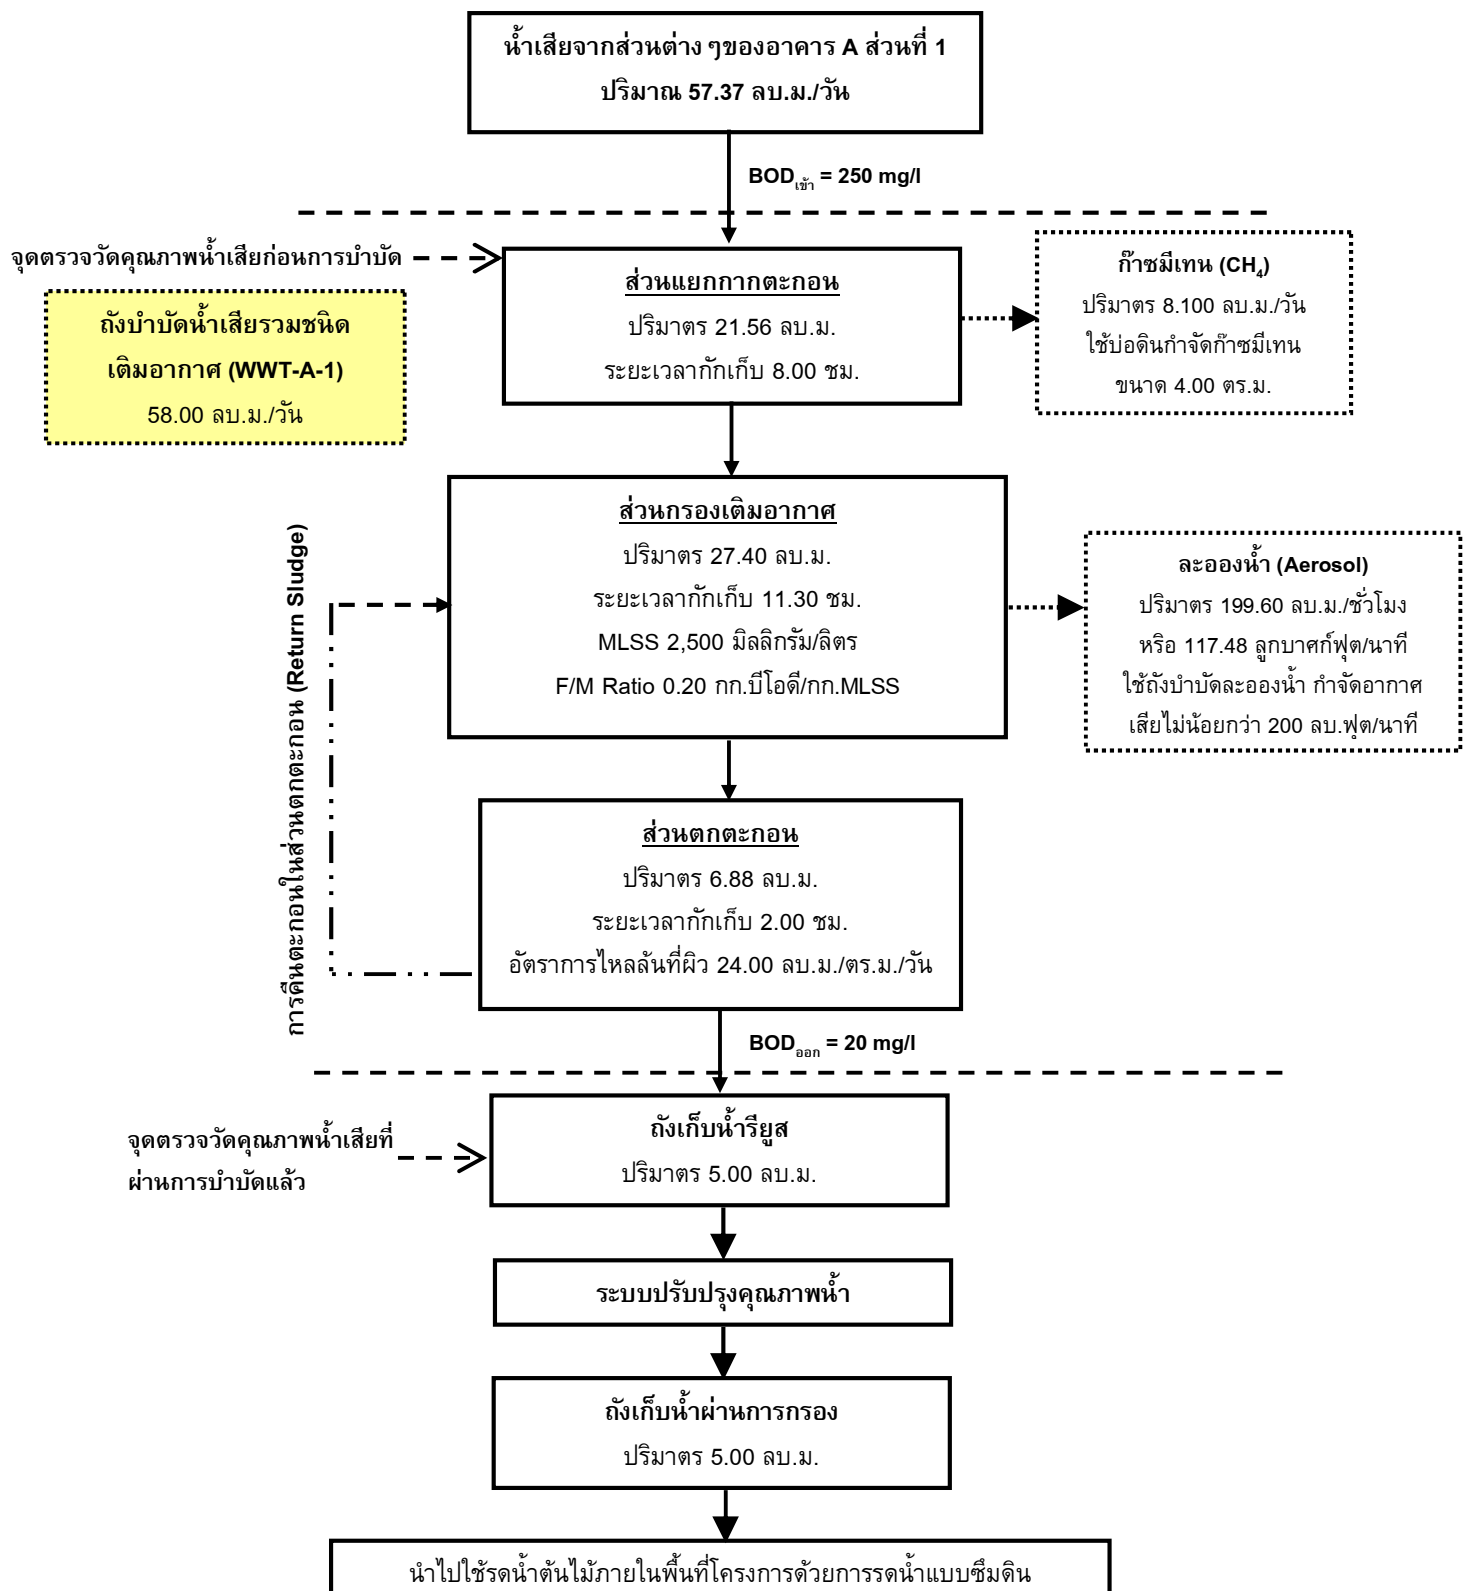 น้ำเสียจากส่วนต่าง ๆของอาคาร A ส่วนที่ 1
ปริมาณ 57.37 ลบ.ม./วัน
BODเข้า = 250 mg/l
จุดตรวจวัดคุณภาพน้ำเสียก่อนการบำบัด
ถังบำบัดน้ำเสียรวมชนิด
เติมอากาศ (WWT-A-1)
58.00 ลบ.ม./วัน
ส่วนแยกกากตะกอน
ปริมาตร 21.56 ลบ.ม.
ระยะเวลากักเก็บ 8.00 ชม.
ก๊าซมีเทน (CH4)
ปริมาตร 8.100 ลบ.ม./วัน
ใช้บ่อดินกำจัดก๊าซมีเทน
ขนาด 4.00 ตร.ม.
ส่วนกรองเติมอากาศ
ปริมาตร 27.40 ลบ.ม.
ระยะเวลากักเก็บ 11.30 ชม.
MLSS 2,500 มิลลิกรัม/ลิตร
F/M Ratio 0.20 กก.บีโอดี/กก.MLSS
ละอองน้ำ (Aerosol)
ปริมาตร 199.60 ลบ.ม./ชั่วโมง
หรือ 117.48 ลูกบาศก์ฟุต/นาที
ใช้ถังบำบัดละอองน้ำ กำจัดอากาศ
เสียไม่น้อยกว่า 200 ลบ.ฟุต/นาที
การคืนตะกอนในส่วนตกตะกอน (Return Sludge)
ส่วนตกตะกอน
ปริมาตร 6.88 ลบ.ม.
ระยะเวลากักเก็บ 2.00 ชม.
อัตราการไหลล้นที่ผิว 24.00 ลบ.ม./ตร.ม./วัน
BODออก = 20 mg/l
จุดตรวจวัดคุณภาพน้ำเสียที่
ผ่านการบำบัดแล้ว
ถังเก็บน้ำรียูส
ปริมาตร 5.00 ลบ.ม.
ระบบปรับปรุงคุณภาพน้ำ
ถังเก็บน้ำผ่านการกรอง
ปริมาตร 5.00 ลบ.ม.
นำไปใช้รดน้ำต้นไม้ภายในพื้นที่โครงการด้วยการรดน้ำแบบซึมดิน